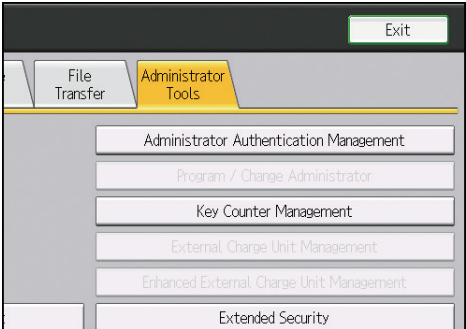 Exit
File
Transfer
Administrator
Tools
Administrator Authentication Management
Program / Change Administrator
Key Counter Management
External Charge Unit Management
Enhanced External Charge Unit Management
Extended Security